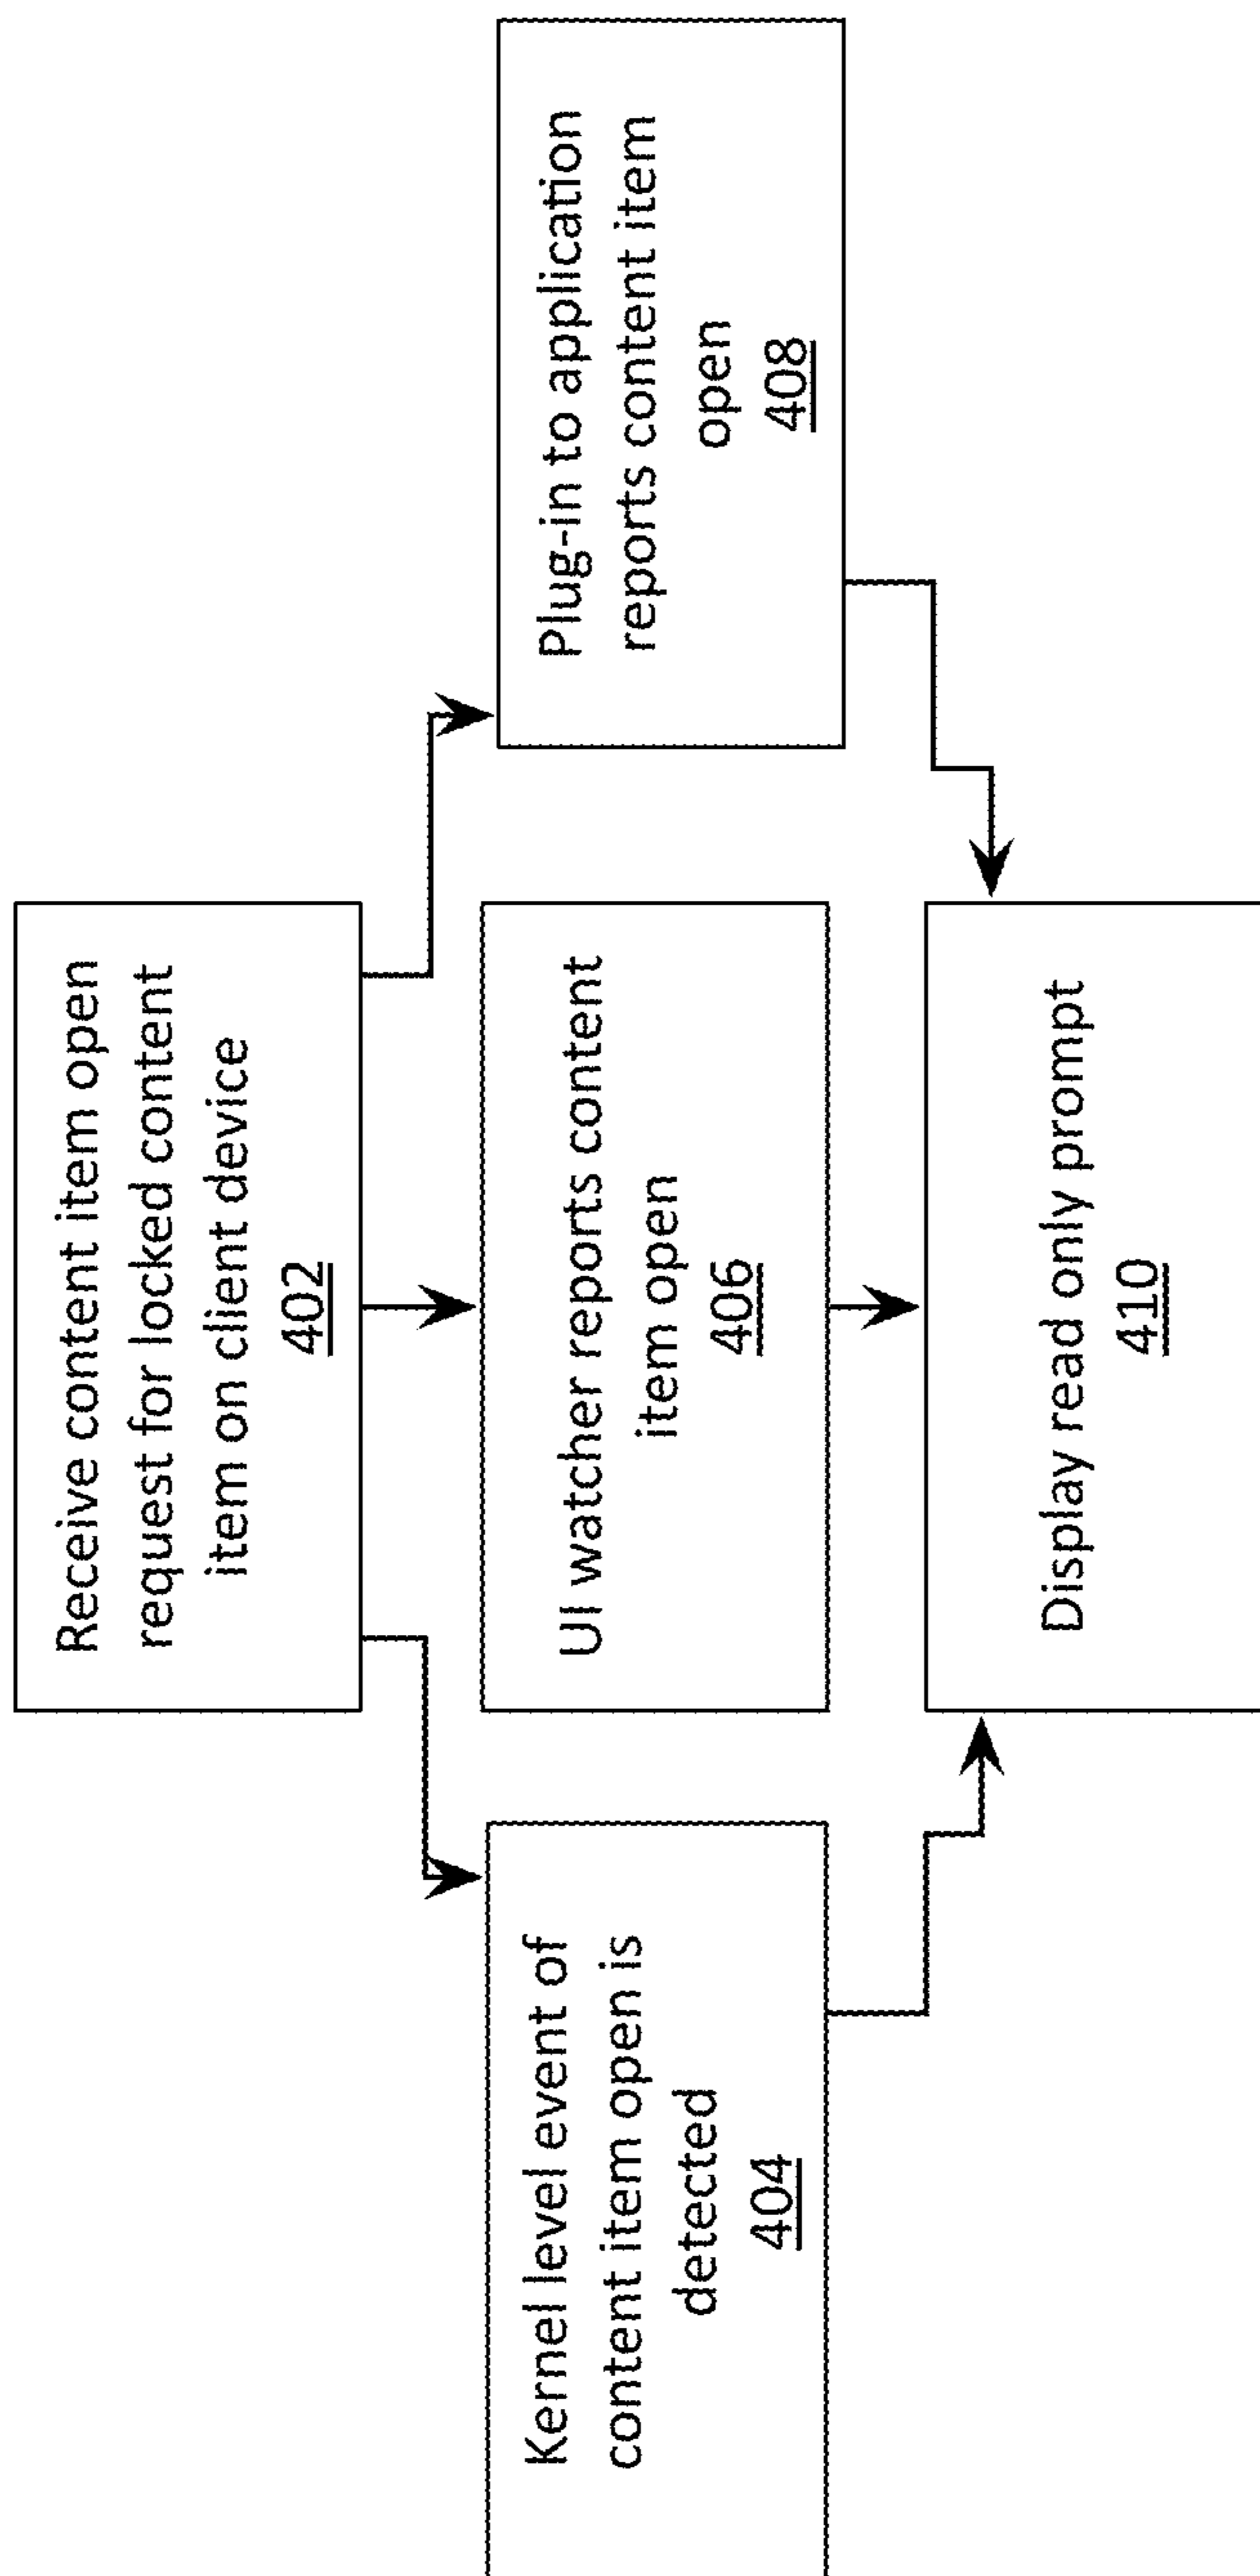 Receive content item open
request for locked content
item on client device
402
Kernel level event of
content item open is
detected
404
UI watcher reports content
item open
406
Plug-in to application
reports content item
open
408
Display read only prompt
410